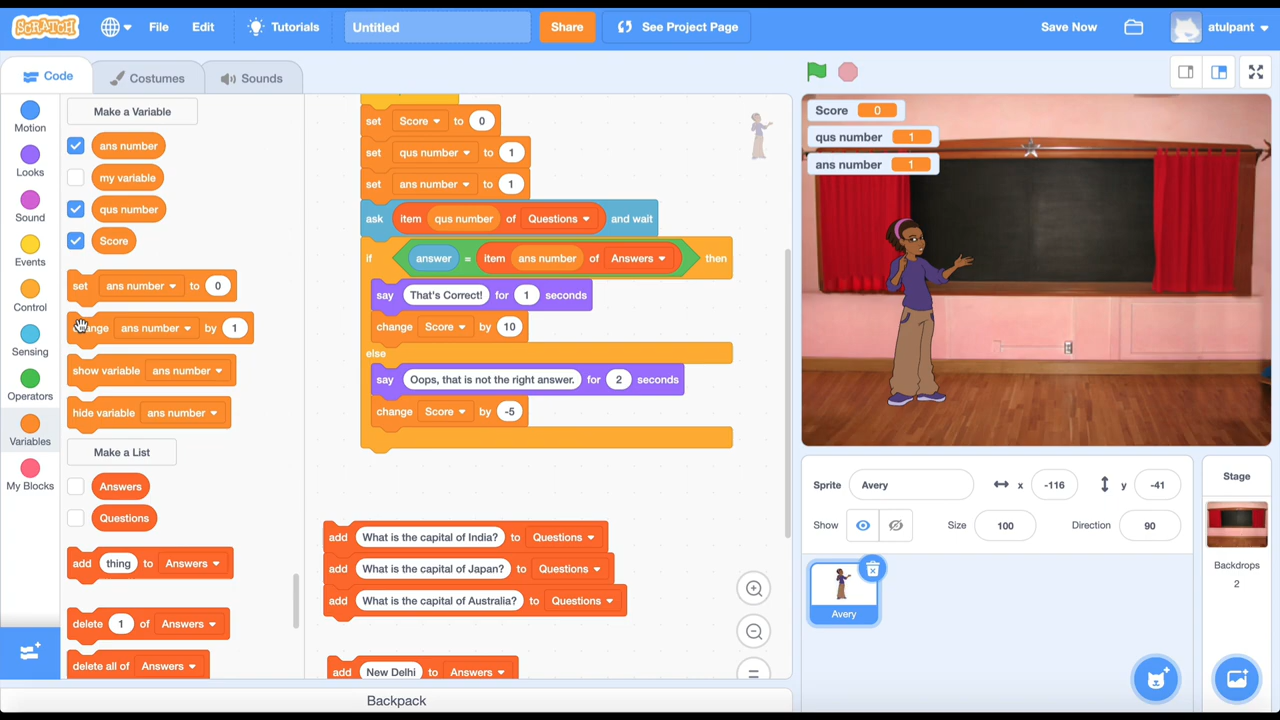 SCRATCH File Edit Tutorials Untitled Share See Project Page Save Now atulpant
Code Costumes Sounds
Motion
Looks
Sound
Events
Control
Sensing
Operators
Variables
My Blocks
Make a Variable
ans number
my variable
qus number
Score
set ans number to 0
change ans number by 1
show variable ans number
hide variable ans number
Make a List
Answers
Questions
add thing to Answers
delete 1 of Answers
delete all of Answers
set Score to 0
set qus number to 1
set ans number to 1
ask item qus number of Questions and wait
if answer = item ans number of Answers then
say That's Correct! for 1 seconds
change Score by 10
else
say Oops, that is not the right answer. for 2 seconds
change Score by -5
add What is the capital of India? to Questions
add What is the capital of Japan? to Questions
add What is the capital of Australia? to Questions
add New Delhi to Answers
Score 0
qus number 1
ans number 1
Sprite Avery x -116 y -41
Show Size 100 Direction 90
Avery
Stage
Backdrops
2
Backpack